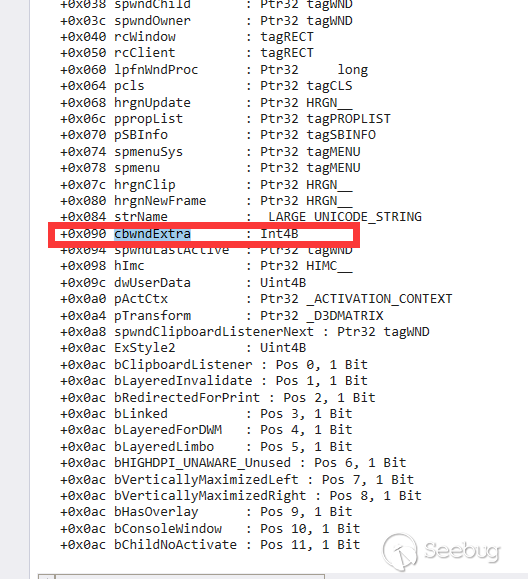 +0x038 spwndChild : Ptr32 tagWND
+0x03c spwndOwner : Ptr32 tagWND
+0x040 rcWindow : tagRECT
+0x050 rcClient : tagRECT
+0x060 lpfnWndProc : Ptr32 long
+0x064 pcls : Ptr32 tagCLS
+0x068 hrgnUpdate : Ptr32 HRGN__
+0x06c ppropList : Ptr32 tagPROPLIST
+0x070 pSBInfo : Ptr32 tagSBINFO
+0x074 spmenuSys : Ptr32 tagMENU
+0x078 spmenu : Ptr32 tagMENU
+0x07c hrgnClip : Ptr32 HRGN__
+0x080 hrgnNewFrame : Ptr32 HRGN__
+0x084 strName : _LARGE_UNICODE_STRING
+0x090 cbwndExtra : Int4B
+0x094 spwndLastActive : Ptr32 tagWND
+0x098 hImc : Ptr32 HIMC__
+0x09c dwUserData : Uint4B
+0x0a0 pActCtx : Ptr32 _ACTIVATION_CONTEXT
+0x0a4 pTransform : Ptr32 _D3DMATRIX
+0x0a8 spwndClipboardListenerNext : Ptr32 tagWND
+0x0ac ExStyle2 : Uint4B
+0x0ac bClipboardListener : Pos 0, 1 Bit
+0x0ac bLayeredInvalidate : Pos 1, 1 Bit
+0x0ac bRedirectedForPrint : Pos 2, 1 Bit
+0x0ac bLinked : Pos 3, 1 Bit
+0x0ac bLayeredForDWM : Pos 4, 1 Bit
+0x0ac bLayeredLimbo : Pos 5, 1 Bit
+0x0ac bHIGHDPI_UNAWARE_Unused : Pos 6, 1 Bit
+0x0ac bVerticallyMaximizedLeft : Pos 7, 1 Bit
+0x0ac bVerticallyMaximizedRight : Pos 8, 1 Bit
+0x0ac bHasOverlay : Pos 9, 1 Bit
+0x0ac bConsoleWindow : Pos 10, 1 Bit
+0x0ac bChildNoActivate : Pos 11, 1 Bit
Seebug